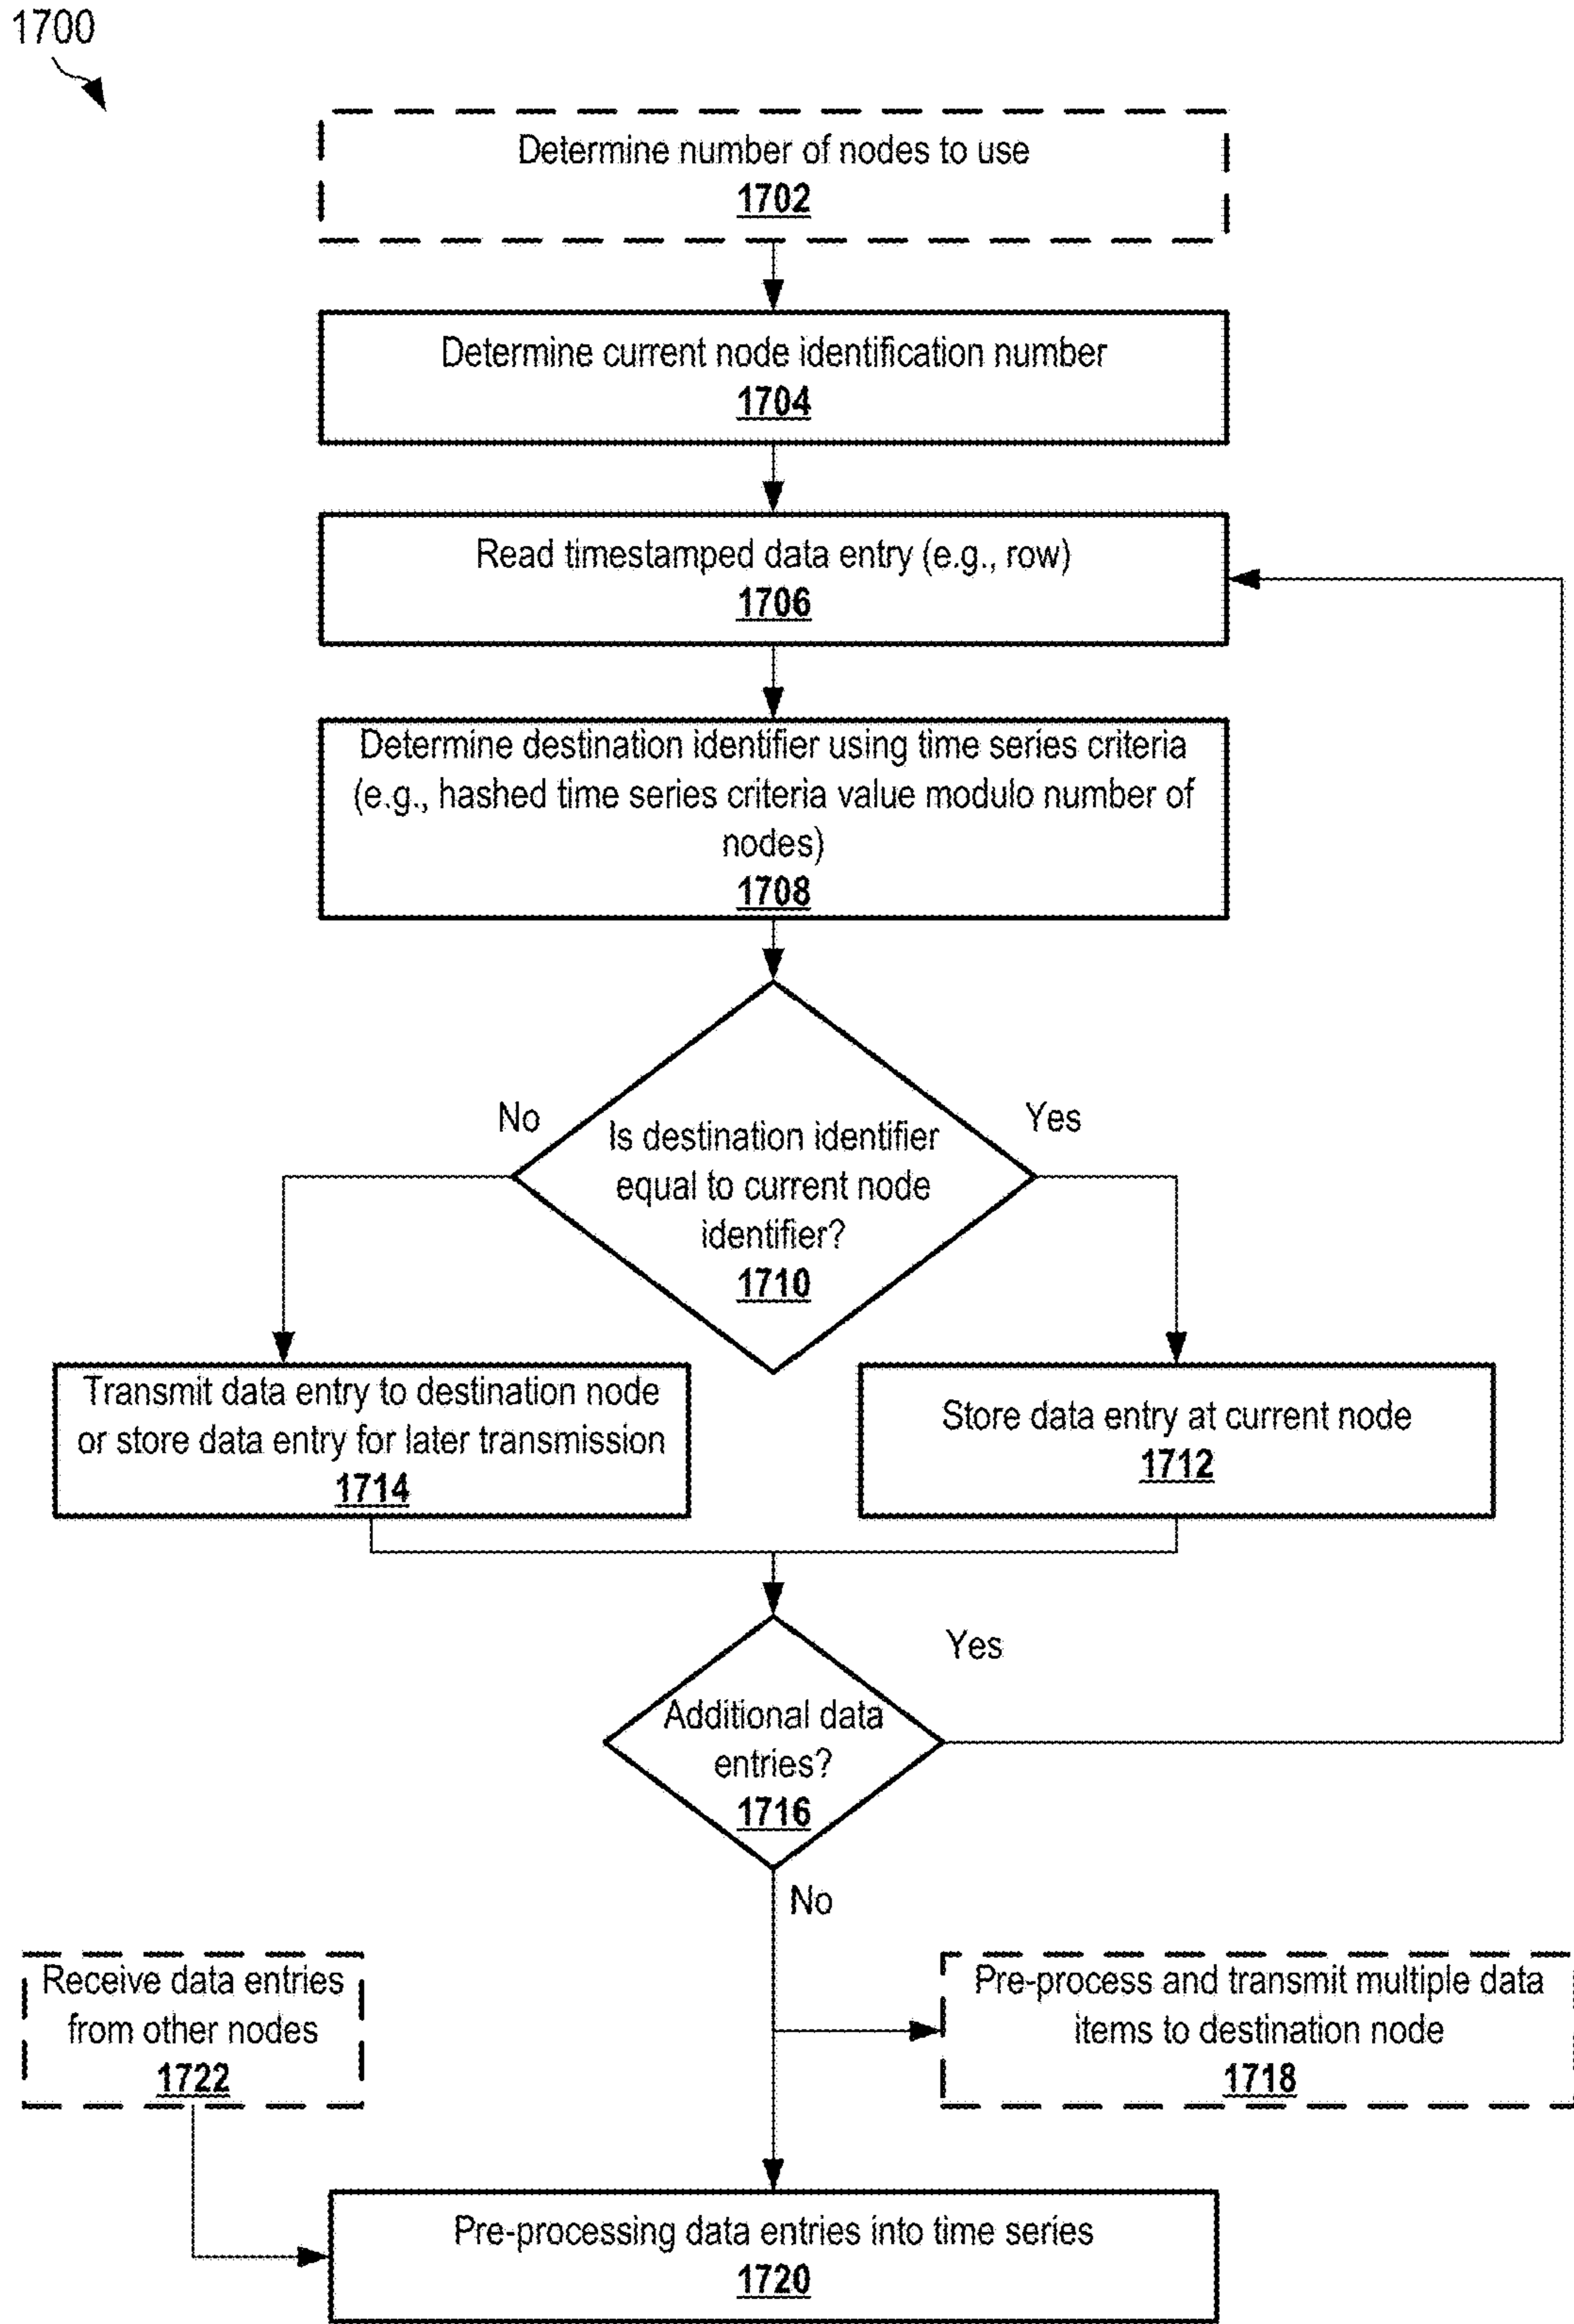 1700
Determine number of nodes to use
1702
Determine current node identification number
1704
Read timestamped data entry (e.g., row)
1706
Determine destination identifier using time series criteria
(e.g., hashed time series criteria value modulo number of
nodes)
1708
No
Yes
Is destination identifier
equal to current node
identifier?
1710
Transmit data entry to destination node
or store data entry for later transmission
1714
Store data entry at current node
1712
Yes
Additional data
entries?
1716
No
Receive data entries
from other nodes
1722
Pre-process and transmit multiple data
items to destination node
1718
Pre-processing data entries into time series
1720